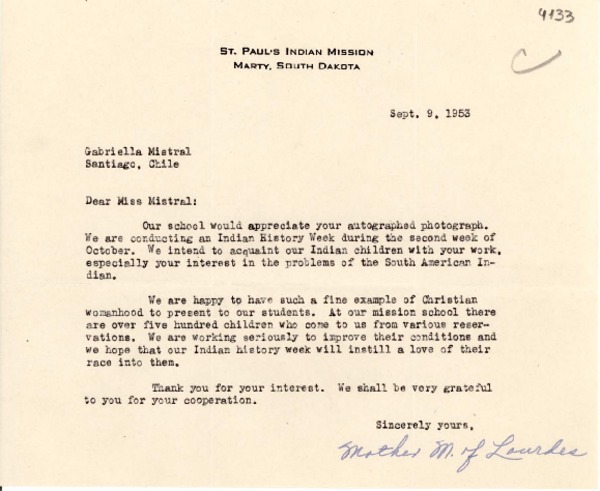 4133
ST. PAUL'S INDIAN MISSION
MARTY, SOUTH DAKOTA
Sept. 9, 1953
Gabriella Mistral
Santiago, Chile
Dear Miss Mistral:
Our school would appreciate your autographed photograph.
We are conducting an Indian History Week during the second week of
October. We intend to acquaint our Indian children with your work,
especially your interest in the problems of the South American In-
dian.
We are happy to have such a fine example of Christian
womanhood to present to our students. At our mission school there
are over five hundred children who come to us from various reser-
vations. We are working seriously to improve their conditions and
we hope that our Indian history week will instill a love of their
race into them.
Thank you for your interest. We shall be very grateful
to you for your cooperation.
Sincerely yours,
Mother M. of Lourdes